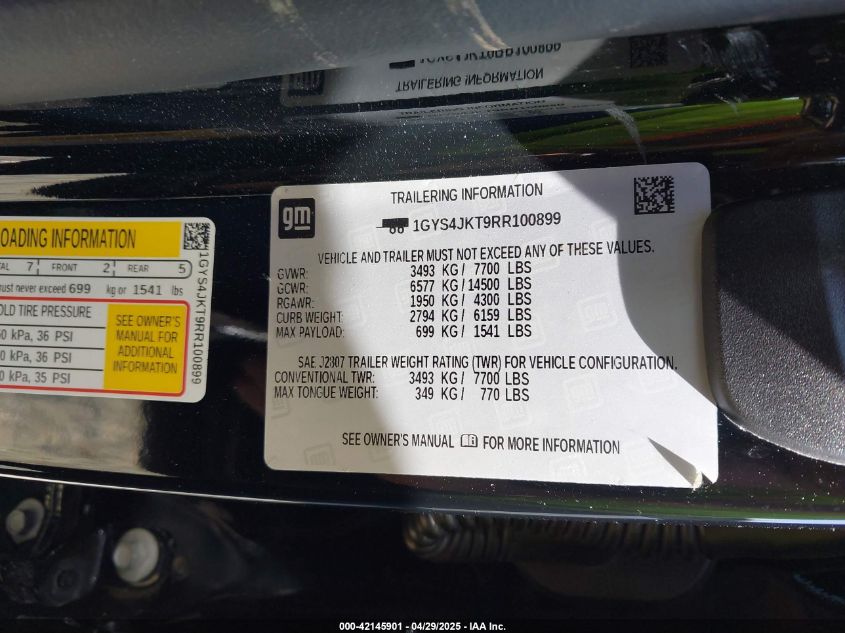 TRAILERING INFORMATION
gm
1GYS4JKT9RR100899
VEHICLE AND TRAILER MUST NOT EXCEED ANY OF THESE VALUES.
GVWR: 3493 KG/ 7700 LBS
GCWR: 6577 KG/14500 LBS
RGAWR: 1950 KG/ 4300 LBS
CURB WEIGHT: 2794 KG/ 6159 LBS
MAX PAYLOAD: 699 KG/ 1541 LBS
SAE J2807 TRAILER WEIGHT RATING (TWR) FOR VEHICLE CONFIGURATION.
CONVENTIONAL TWR: 3493 KG/ 7700 LBS
MAX TONGUE WEIGHT: 349 KG/ 770 LBS
SEE OWNER'S MANUAL FOR MORE INFORMATION
OADING INFORMATION
TAL 7 FRONT 2 REAR 5
must never exceed 699 kg or 1541 lbs
OLD TIRE PRESSURE
0 kPa, 36 PSI
0 kPa, 36 PSI
0 kPa, 35 PSI
SEE OWNER'S
MANUAL FOR
ADDITIONAL
INFORMATION
1GYS4JKT9RR100899
TRAILERING INFORMATION
000-42145901 - 04/29/2025 - IAA Inc.